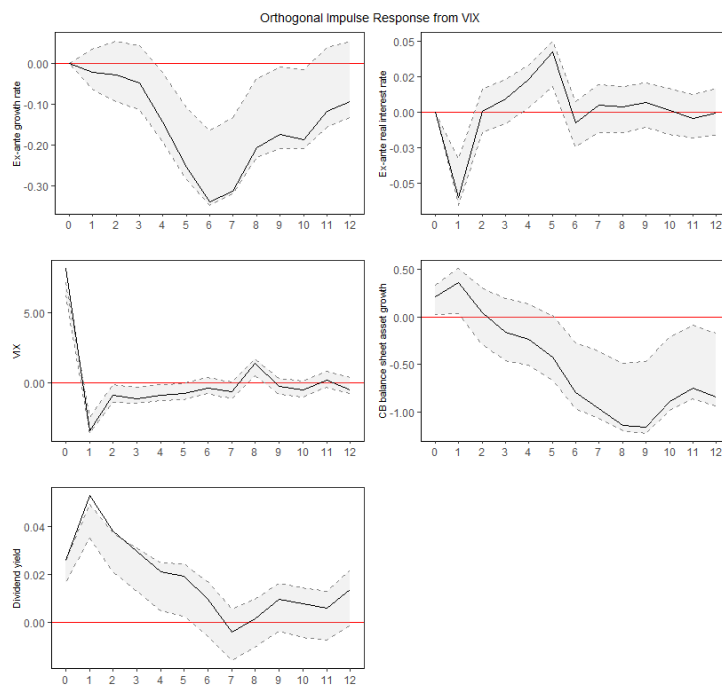 Orthogonal Impulse Response from VIX
Ex-ante growth rate
0.00
-0.10
-0.20
-0.30
0 1 2 3 4 5 6 7 8 9 10 11 12
Ex-ante real interest rate
0.05
0.02
0.00
-0.03
-0.05
0 1 2 3 4 5 6 7 8 9 10 11 12
VIX
5.00
0.00
0 1 2 3 4 5 6 7 8 9 10 11 12
CB balance sheet asset growth
0.50
0.00
-0.50
-1.00
0 1 2 3 4 5 6 7 8 9 10 11 12
Dividend yield
0.04
0.02
0.00
0 1 2 3 4 5 6 7 8 9 10 11 12